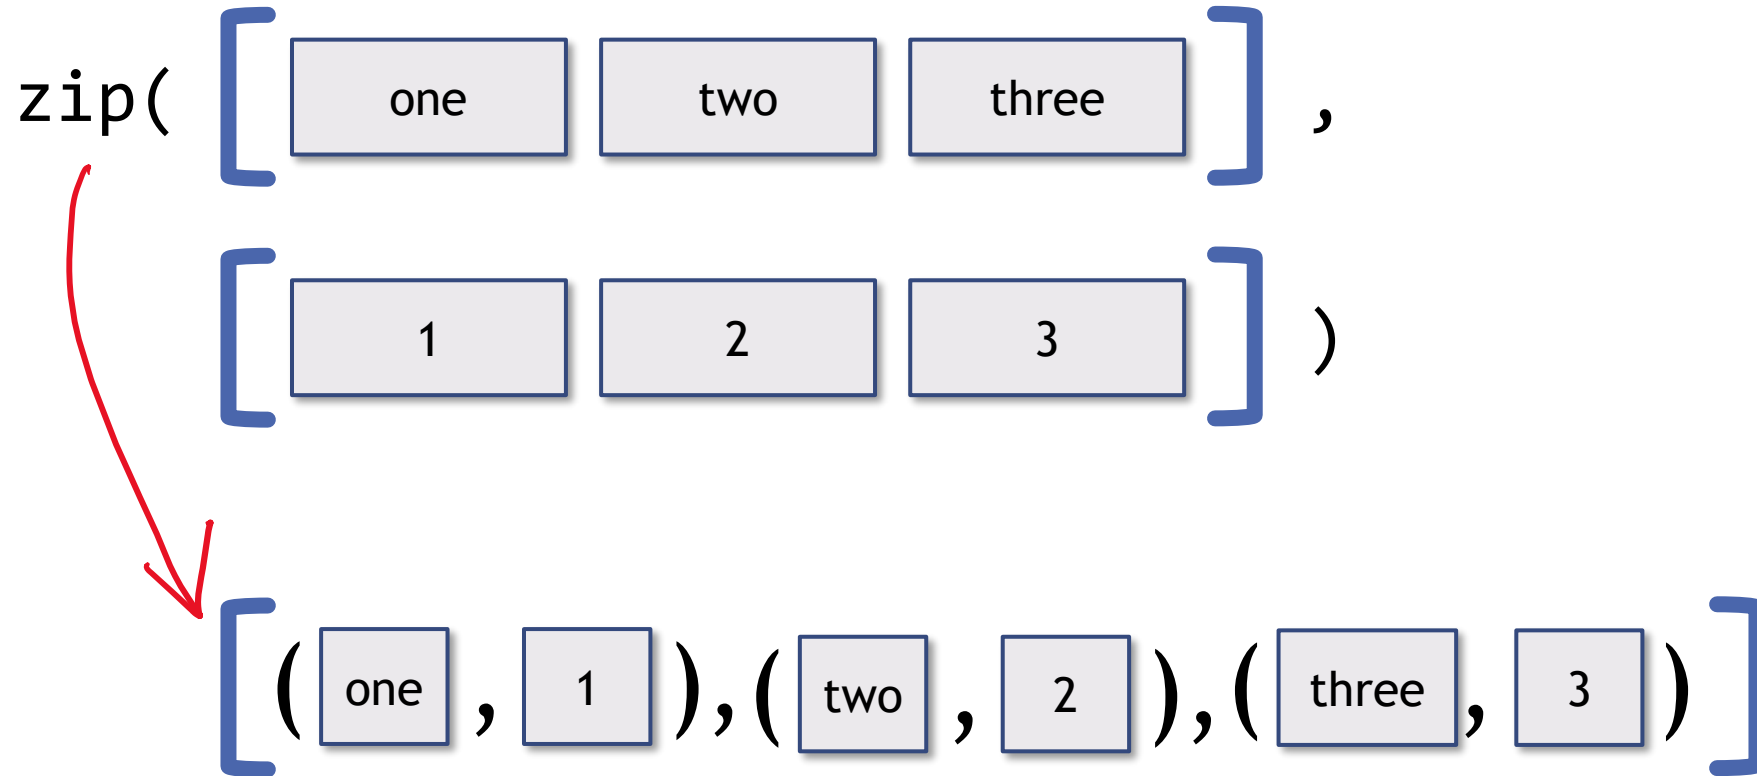 zip( [ one two three ] ,
[ 1 2 3 ] )
[ ( one , 1 ) , ( two , 2 ) , ( three , 3 ) ]